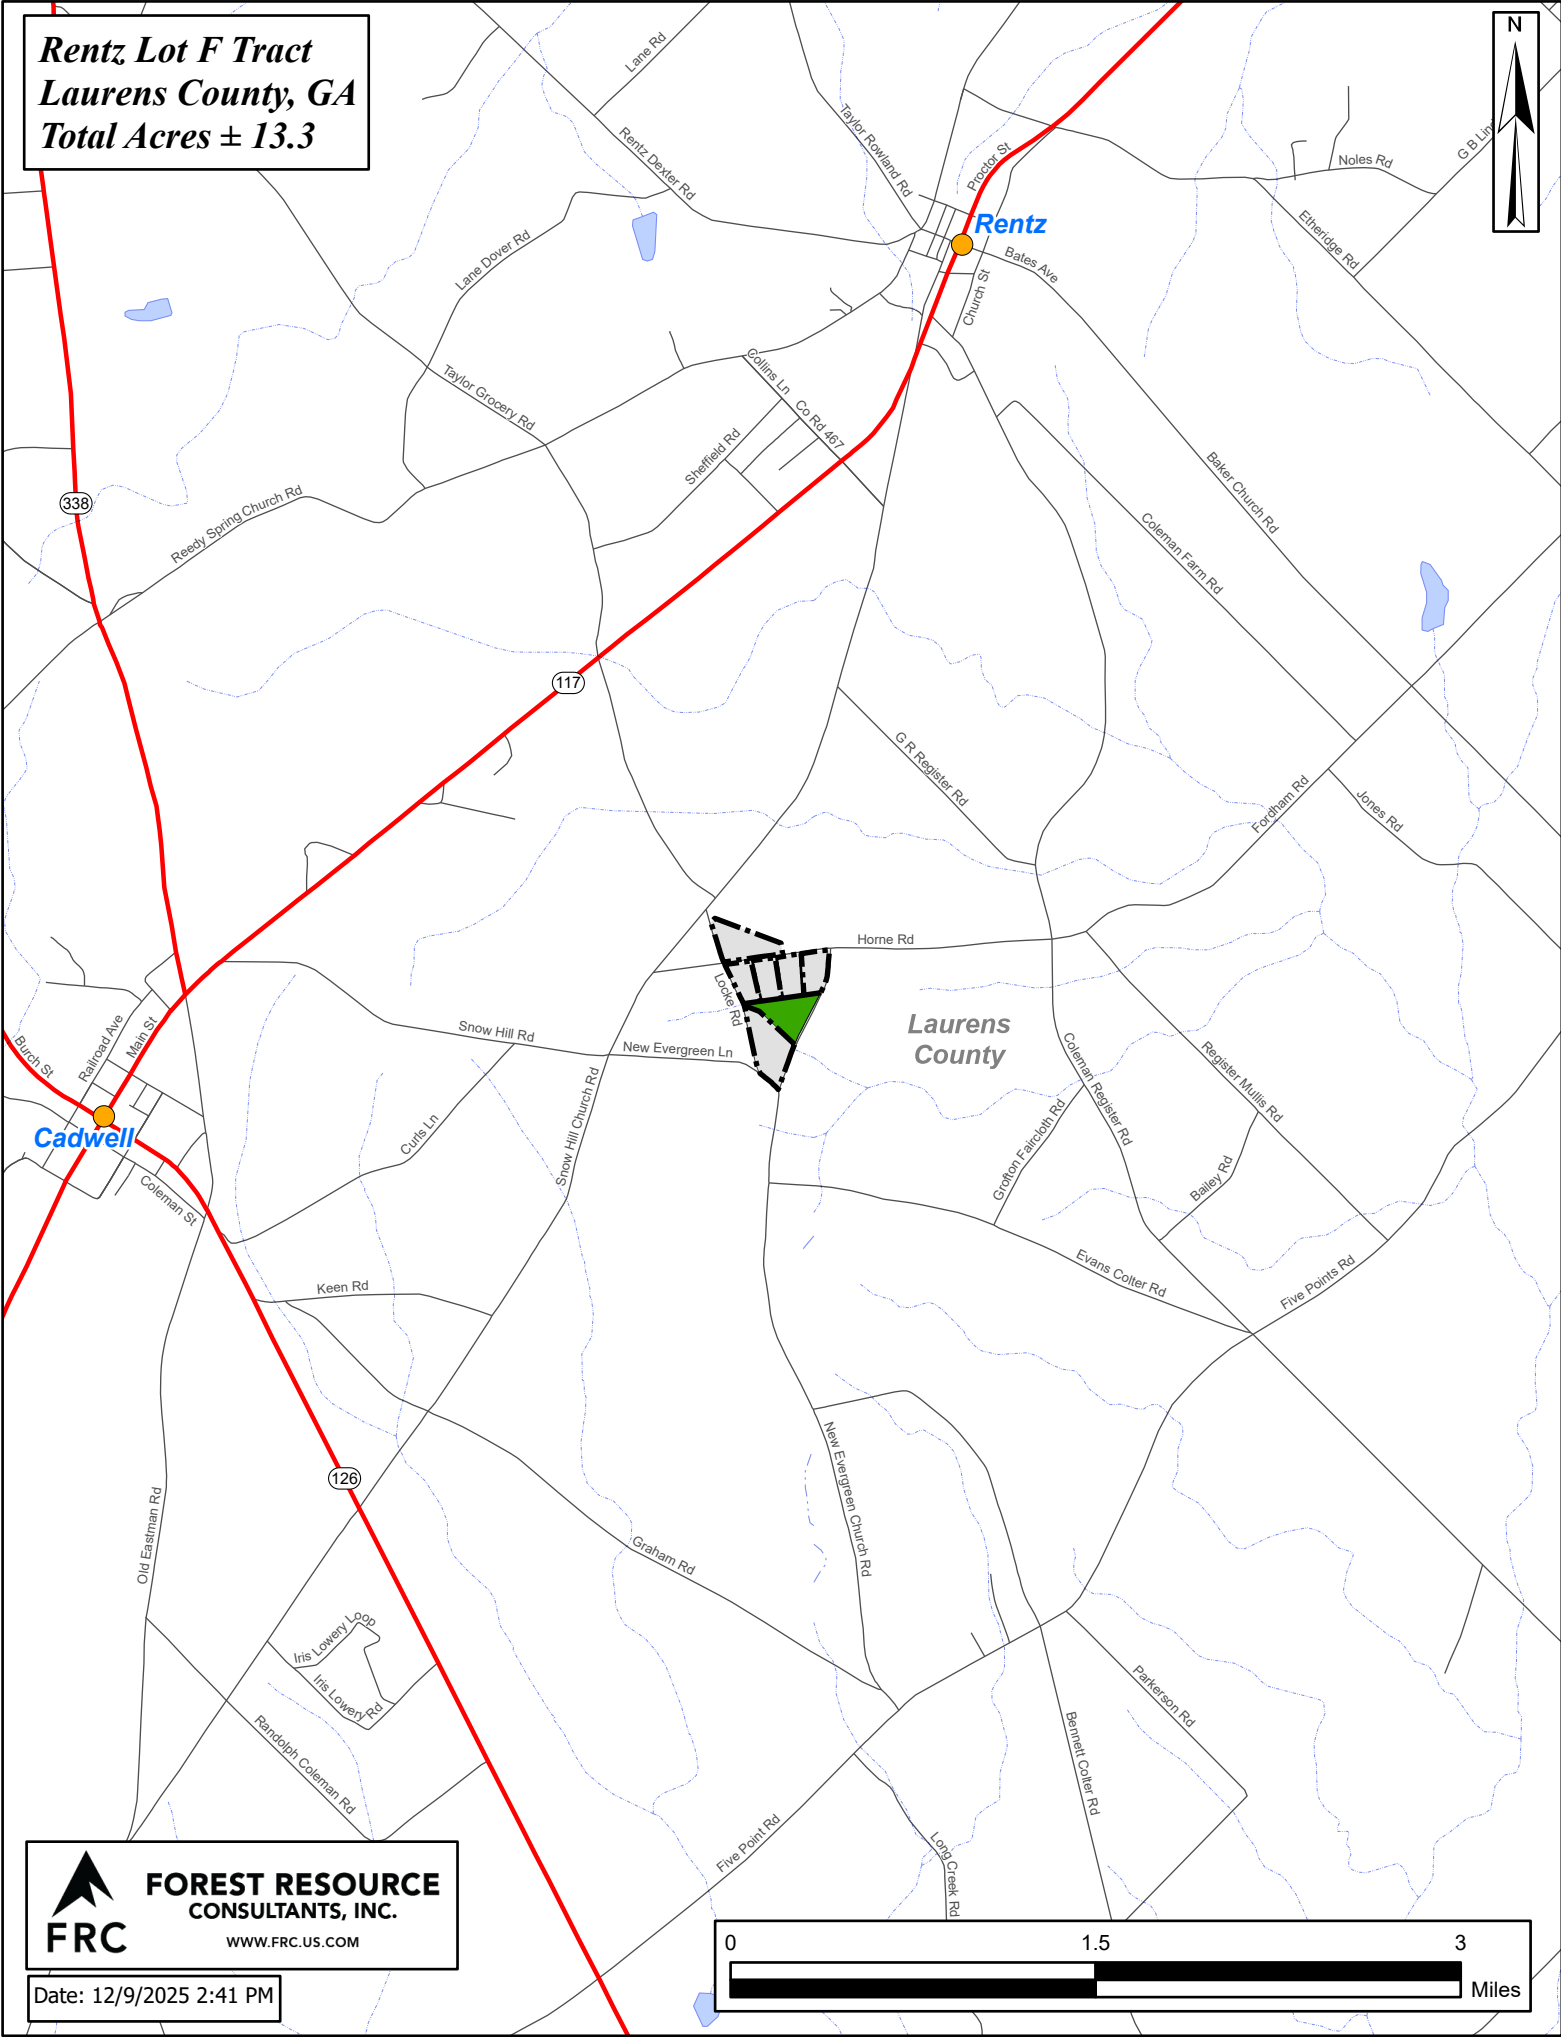 Rentz Lot F Tract
Laurens County, GA
Total Acres ± 13.3
N
Lane Rd
Taylor Rowland Rd
Rentz Dexter Rd
Proctor St
Noles Rd
Rentz
Etheridge Rd
Bates Ave
Lane Dover Rd
Church St
Collins Ln
Taylor Grocery Rd
Co Rd 467
Sheffield Rd
338
Reedy Spring Church Rd
Baker Church Rd
Coleman Farm Rd
117
G R Register Rd
Fordham Rd
Jones Rd
Horne Rd
Locke Rd
Laurens
County
Snow Hill Rd
New Evergreen Ln
Railroad Ave
Main St
Burch St
Cadwell
Coleman St
Curls Ln
Snow Hill Church Rd
Coleman Register Rd
Register Mullis Rd
Grofton Faircloth Rd
Bailey Rd
Evans Colter Rd
Five Points Rd
Keen Rd
126
Old Eastman Rd
New Evergreen Church Rd
Graham Rd
Iris Lowery Loop
Iris Lowery Rd
Randolph Coleman Rd
Parkerson Rd
Bennett Colter Rd
Five Point Rd
Long Creek Rd
FRC
FOREST RESOURCE
CONSULTANTS, INC.
WWW.FRC.US.COM
Date: 12/9/2025 2:41 PM
0 1.5 3
Miles